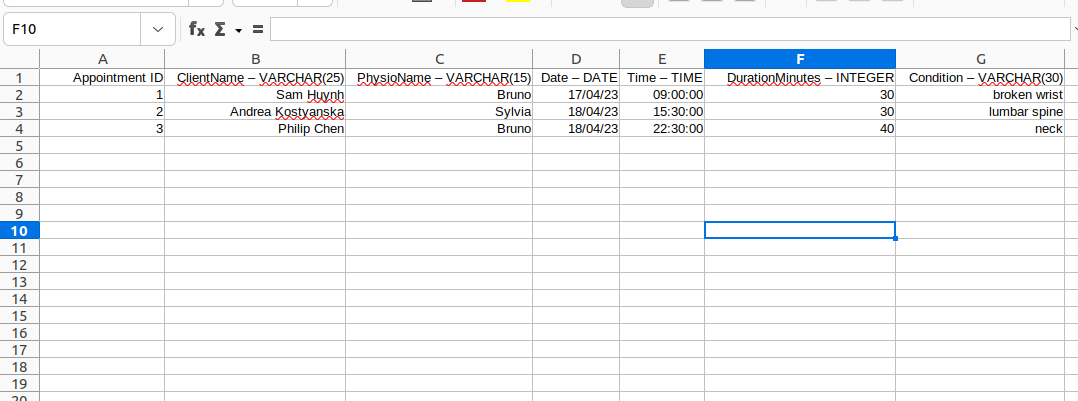 F10 fx Σ =
A B C D E F G
1 Appointment ID ClientName – VARCHAR(25) PhysioName – VARCHAR(15) Date – DATE Time – TIME DurationMinutes – INTEGER Condition – VARCHAR(30)
2 1 Sam Huynh Bruno 17/04/23 09:00:00 30 broken wrist
3 2 Andrea Kostyanska Sylvia 18/04/23 15:30:00 30 lumbar spine
4 3 Philip Chen Bruno 18/04/23 22:30:00 40 neck
5
6
7
8
9
10
11
12
13
14
15
16
17
18
19
20